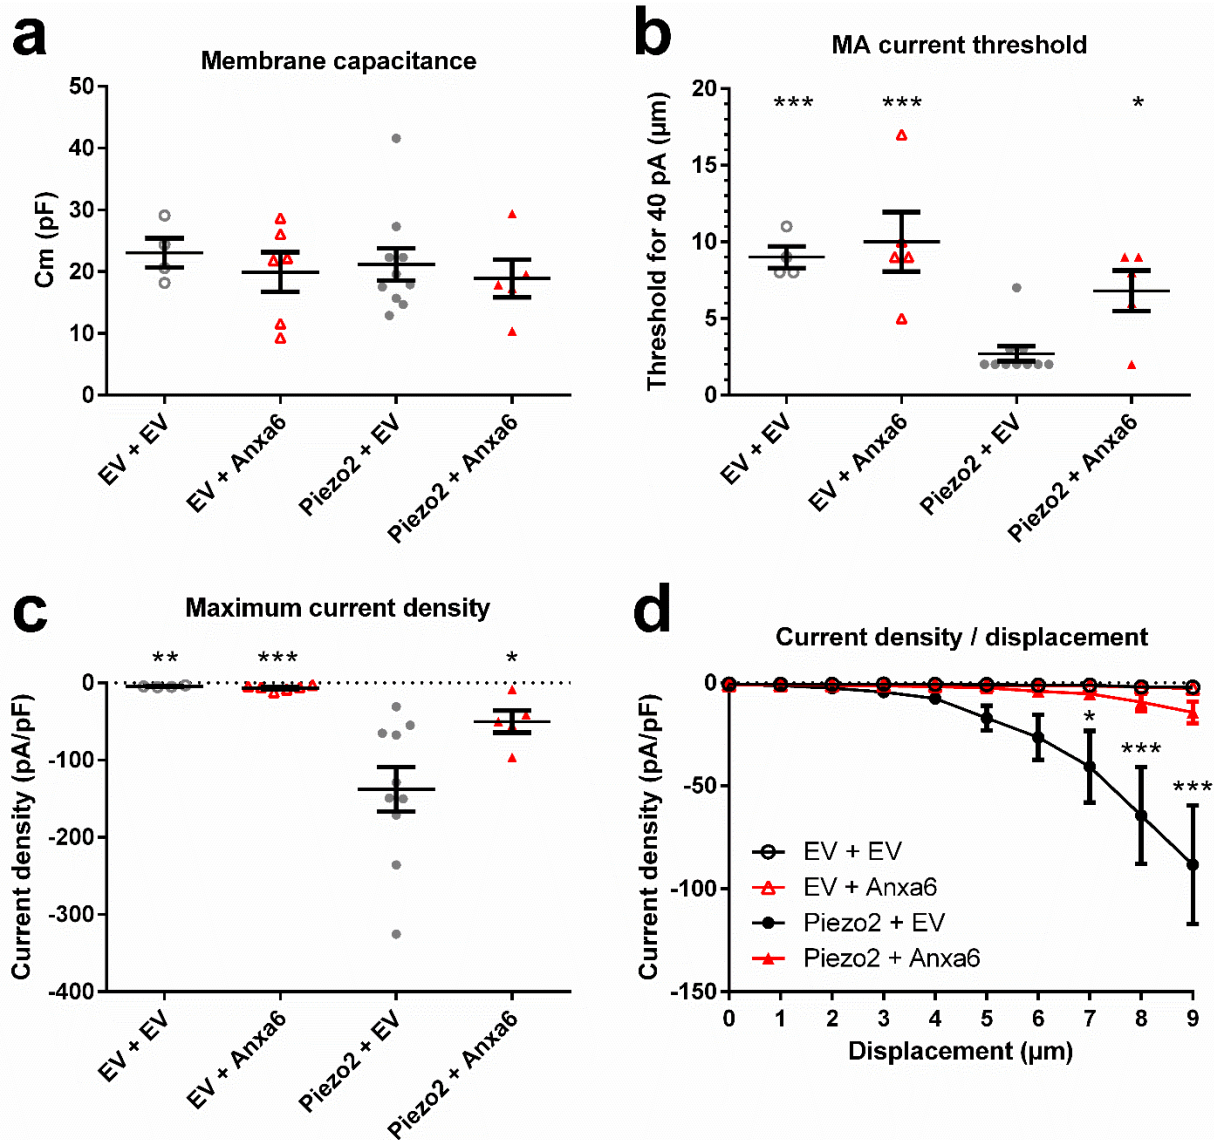 a
Membrane capacitance
Cm (pF)
50
40
30
20
10
0
EV + EV
EV + Anxa6
Piezo2 + EV
Piezo2 + Anxa6
b
MA current threshold
Threshold for 40 pA (µm)
20
15
10
5
0
***
***
*
EV + EV
EV + Anxa6
Piezo2 + EV
Piezo2 + Anxa6
c
Maximum current density
Current density (pA/pF)
0
-100
-200
-300
-400
**
***
*
EV + EV
EV + Anxa6
Piezo2 + EV
Piezo2 + Anxa6
d
Current density / displacement
Current density (pA/pF)
0
-50
-100
-150
*
***
***
EV + EV
EV + Anxa6
Piezo2 + EV
Piezo2 + Anxa6
0 1 2 3 4 5 6 7 8 9
Displacement (µm)